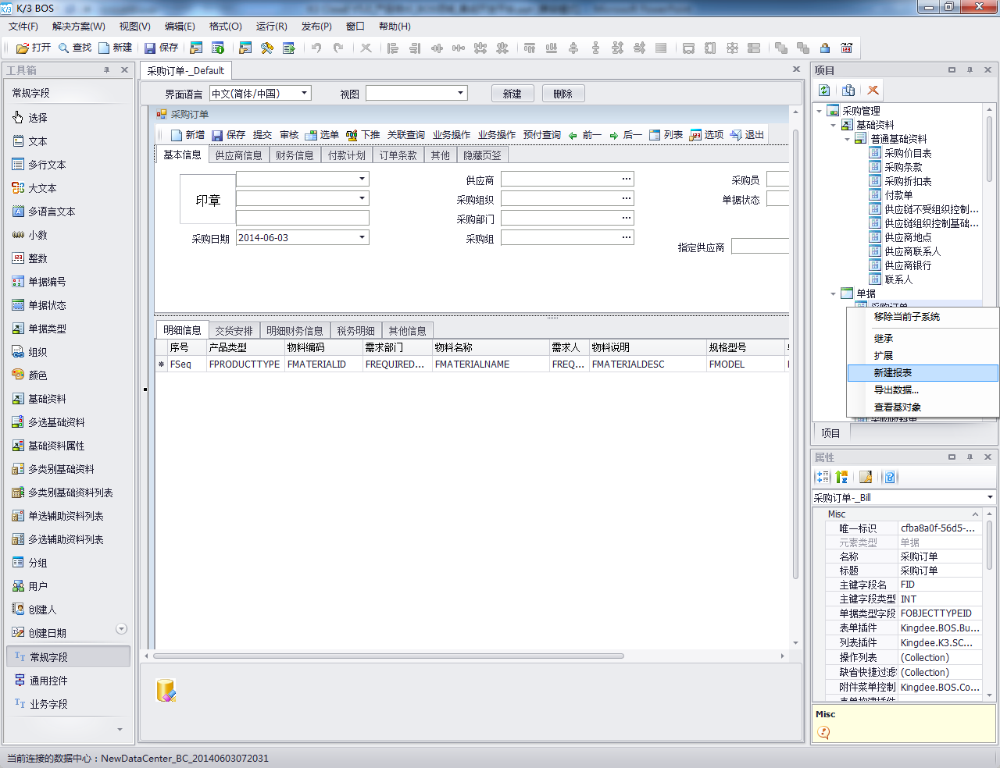 K/3 BOS
文件(F) 解决方案(W) 视图(V) 编辑(E) 格式(O) 运行(R) 发布(P) 窗口 帮助(H)
打开 查找 新建 保存
工具箱
常规字段
选择
文本
多行文本
大文本
多语言文本
小数
整数
单据编号
单据状态
单据类型
组织
颜色
基础资料
多选基础资料
基础资料属性
多类别基础资料
多类别基础资料列表
单选辅助资料列表
多选辅助资料列表
分组
用户
创建人
创建日期
常规字段
通用控件
业务字段
采购订单-_Default
界面语言 中文(简体/中国) 视图 新建 删除
采购订单
新增 保存 提交 审核 选单 下推 关联查询 业务操作 业务操作 预付查询 前一 后一 列表 选项 退出
基本信息 供应商信息 财务信息 付款计划 订单条款 其他 隐藏页签
印章
供应商 采购员
采购组织 单据状态
采购部门
采购日期 2014-06-03 采购组
指定供应商
明细信息 交货安排 明细财务信息 税务明细 其他信息
序号 产品类型 物料编码 需求部门 物料名称 需求人 物料说明 规格型号
FSeq FPRODUCTTYPE FMATERIALID FREQUIRED... FMATERIALNAME FREQ... FMATERIALDESC FMODEL
项目
采购管理
基础资料
普通基础资料
采购价目表
采购条款
采购折扣表
付款单
供应链不受组织控制...
供应链组织控制基础...
供应商地点
供应商联系人
供应商银行
联系人
单据
采购订单
移除当前子系统
继承
扩展
新建报表
导出数据...
查看基对象
采购收料单
项目
属性
采购订单-_Bill
Misc
唯一标识 cfba8a0f-56d5-...
元素类型 单据
名称 采购订单
标题 采购订单
主键字段名 FID
主键字段类型 INT
单据类型字段 FOBJECTTYPEID
表单插件 Kingdee.BOS.Bu...
列表插件 Kingdee.K3.SC...
操作列表 (Collection)
缺省快捷过滤 (Collection)
附件菜单控制 Kingdee.BOS.Co...
表单构建插件
Misc
当前连接的数据中心：NewDataCenter_BC_20140603072031